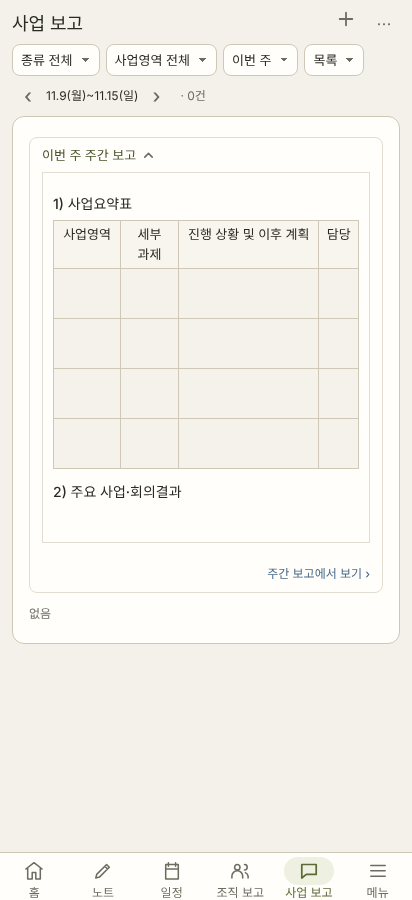 사업 보고
종류 전체
사업영역 전체
이번 주
목록
11.9(월)~11.15(일)
· 0건
이번 주 주간 보고
1) 사업요약표
사업영역
세부
과제
진행 상황 및 이후 계획
담당
2) 주요 사업·회의결과
주간 보고에서 보기 ›
없음
홈
노트
일정
조직 보고
사업 보고
메뉴